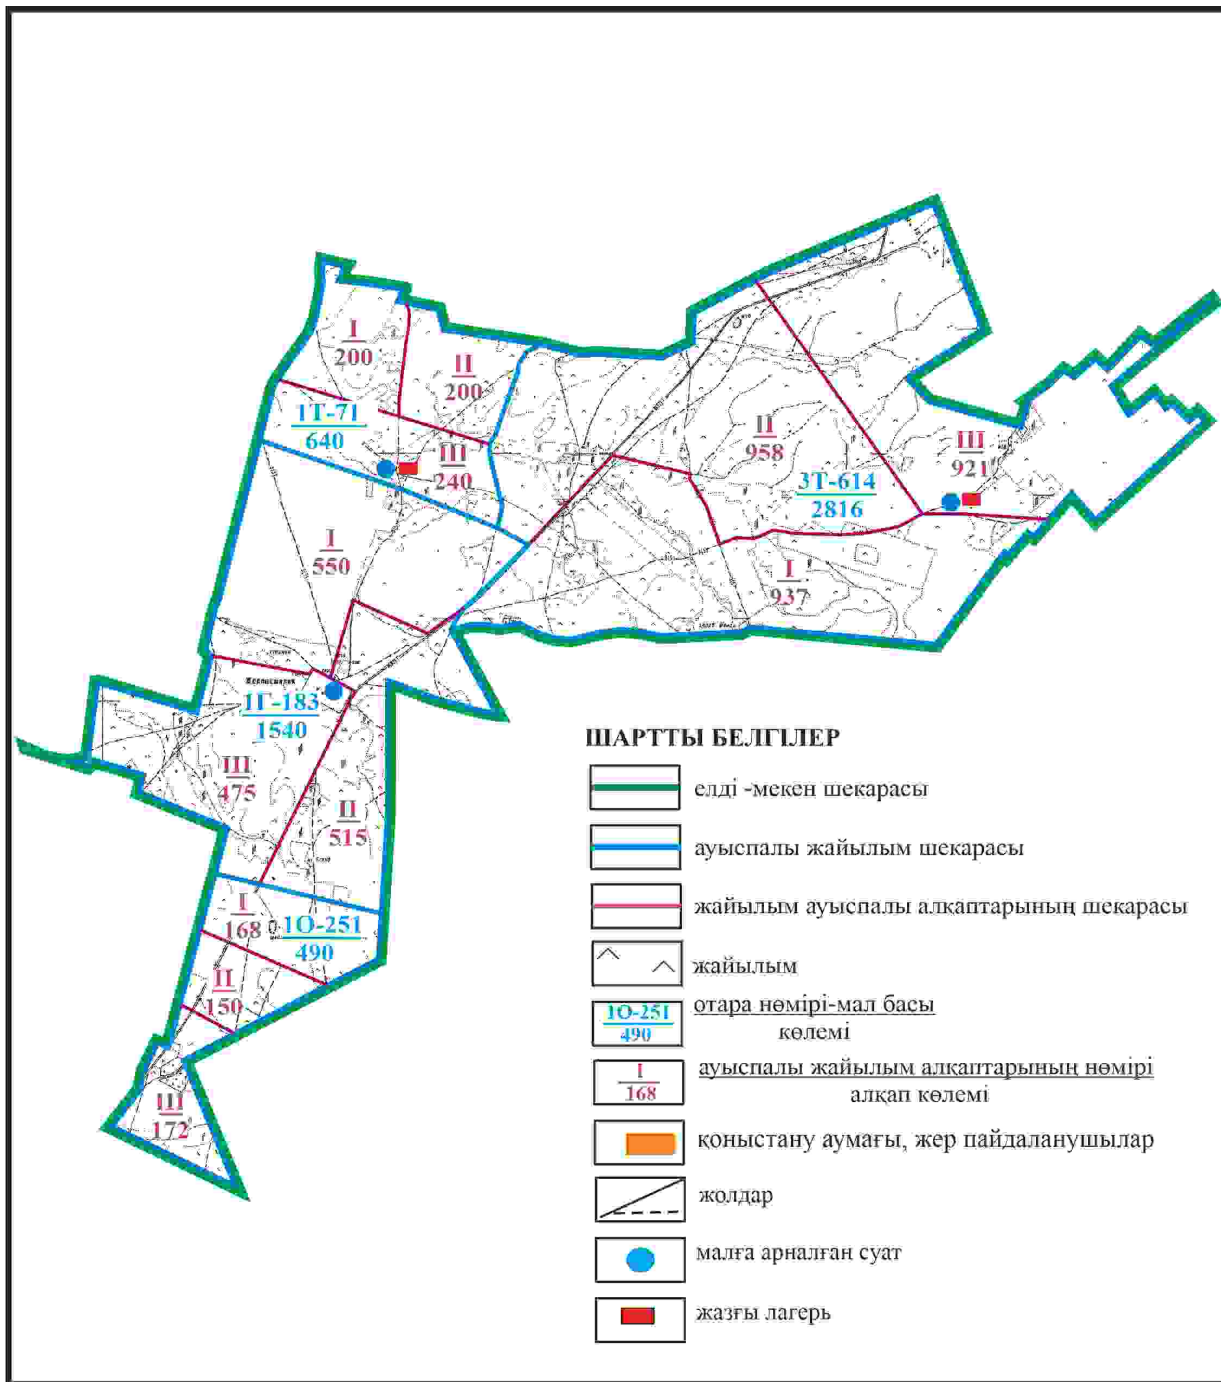 I
200
II
200
1Т-71
640
III
240
II
958
III
921
3Т-614
2816
I
550
I
937
1Г-183
1540
III
475
II
515
I
168
1О-251
490
II
150
III
172
ШАРТТЫ БЕЛГІЛЕР
елді -мекен шекарасы
ауыспалы жайылым шекарасы
жайылым ауыспалы алқаптарының шекарасы
жайылым
1О-251
490
отара нөмірі-мал басы
көлемі
I
168
ауыспалы жайылым алқаптарының нөмірі
алқап көлемі
қоныстану аумағы, жер пайдаланушылар
жолдар
малға арналған суат
жазғы лагерь